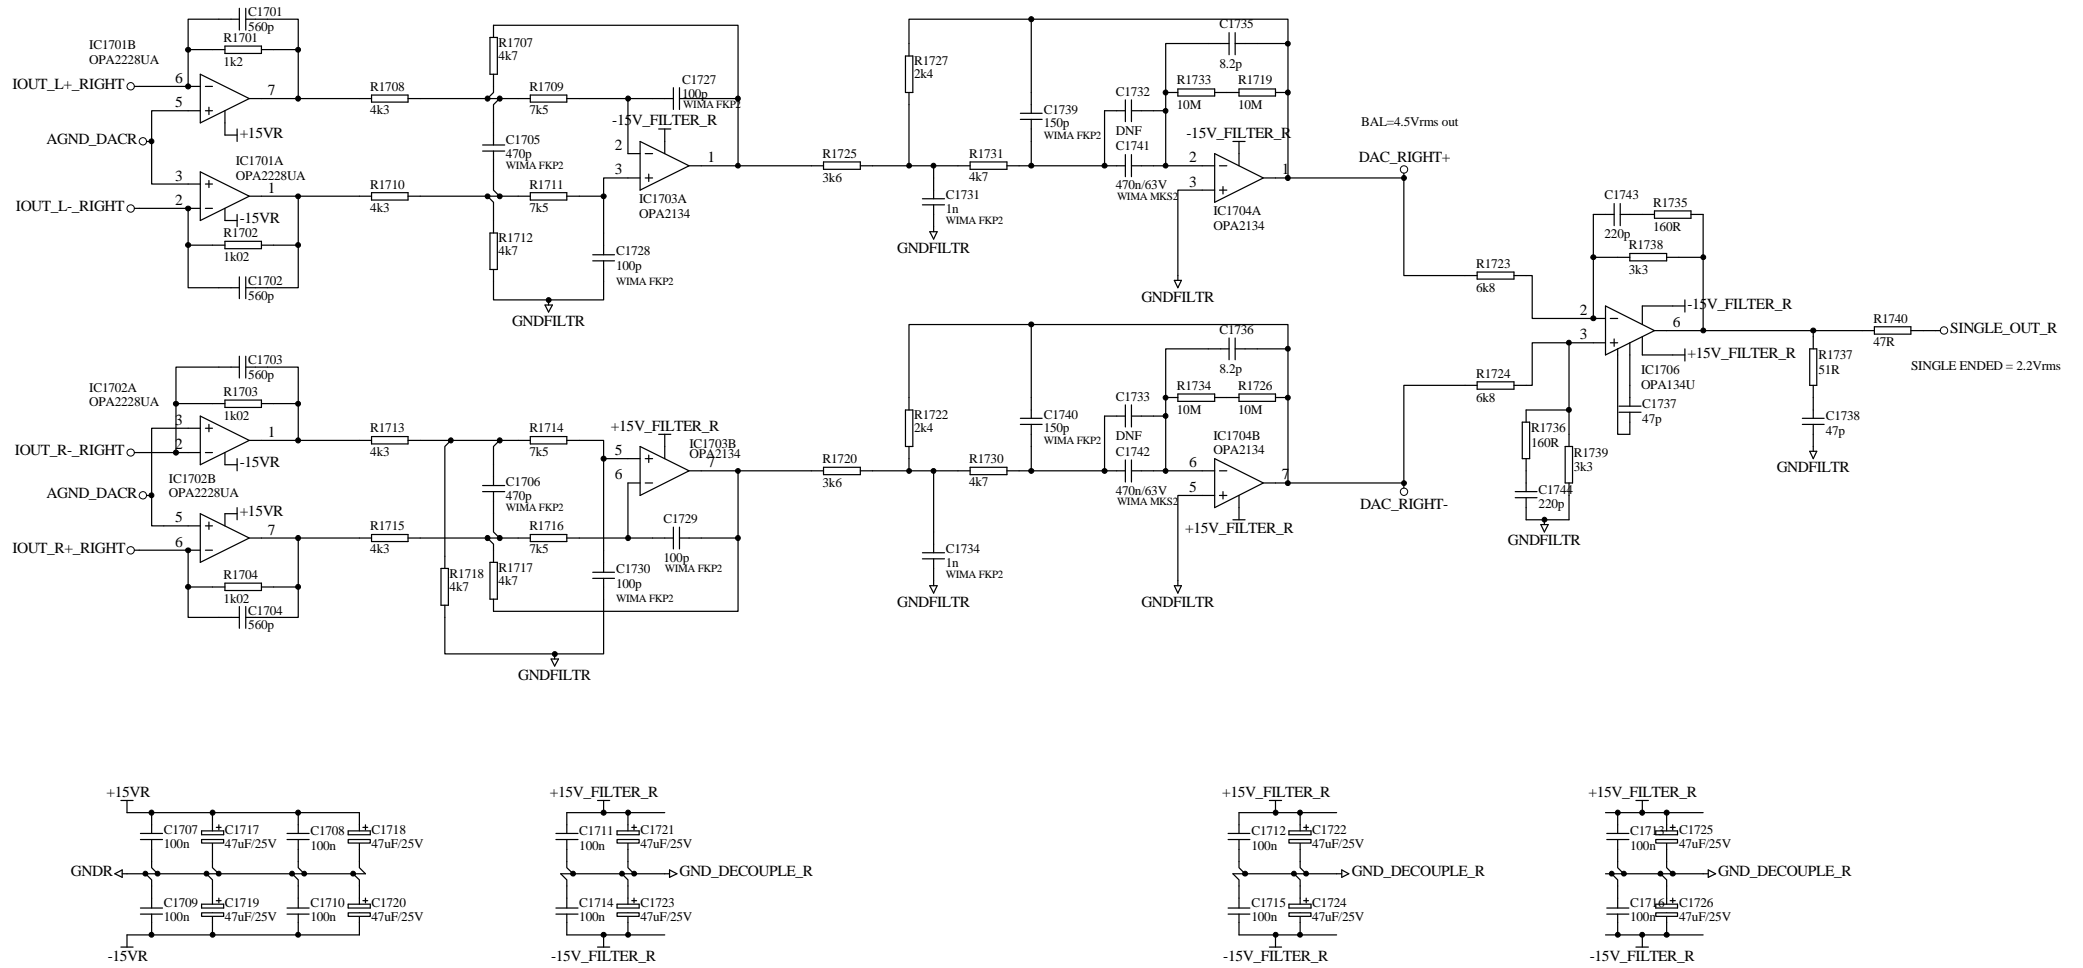 C1701
560p
R1701
1k2
IC1701B
OPA2228UA
IOUT_L+_RIGHT
6
5
7
+15VR
AGND_DACR
IC1701A
OPA2228UA
3
2
1
IOUT_L-_RIGHT
-15VR
R1702
1k02
C1702
560p
R1708
4k3
R1710
4k3
R1707
4k7
R1709
7k5
C1705
470p
WIMA FKP2
R1711
7k5
R1712
4k7
GNDFILTR
C1727
100p
WIMA FKP2
-15V_FILTER_R
2
3
1
IC1703A
OPA2134
C1728
100p
WIMA FKP2
R1725
3k6
R1727
2k4
C1731
1n
WIMA FKP2
GNDFILTR
R1731
4k7
C1739
150p
WIMA FKP2
C1732
DNF
C1741
470n/63V
WIMA MKS2
C1735
8.2p
R1733
10M
R1719
10M
-15V_FILTER_R
2
3
1
IC1704A
OPA2134
GNDFILTR
BAL=4.5Vrms out
DAC_RIGHT+
R1723
6k8
C1743
220p
R1735
160R
R1738
3k3
2
3
6
-15V_FILTER_R
+15V_FILTER_R
IC1706
OPA134U
C1737
47p
R1724
6k8
R1736
160R
R1739
3k3
C1744
220p
GNDFILTR
R1737
51R
C1738
47p
GNDFILTR
R1740
47R
SINGLE_OUT_R
SINGLE ENDED = 2.2Vrms
C1703
560p
R1703
1k02
IC1702A
OPA2228UA
3
2
1
IOUT_R-_RIGHT
-15VR
IC1702B
OPA2228UA
AGND_DACR
+15VR
5
6
7
IOUT_R+_RIGHT
R1704
1k02
C1704
560p
R1713
4k3
R1715
4k3
R1714
7k5
C1706
470p
WIMA FKP2
R1716
7k5
R1718
4k7
R1717
4k7
GNDFILTR
+15V_FILTER_R
5
6
7
IC1703B
OPA2134
C1729
100p
WIMA FKP2
C1730
100p
WIMA FKP2
R1720
3k6
R1722
2k4
C1734
1n
WIMA FKP2
GNDFILTR
R1730
4k7
C1740
150p
WIMA FKP2
C1733
DNF
C1742
470n/63V
WIMA MKS2
C1736
8.2p
R1734
10M
R1726
10M
IC1704B
OPA2134
6
5
7
+15V_FILTER_R
GNDFILTR
DAC_RIGHT-
+15VR
C1707
100n
C1717
47uF/25V
C1708
100n
C1718
47uF/25V
GNDR
C1709
100n
C1719
47uF/25V
C1710
100n
C1720
47uF/25V
-15VR
+15V_FILTER_R
C1711
100n
C1721
47uF/25V
GND_DECOUPLE_R
C1714
100n
C1723
47uF/25V
-15V_FILTER_R
+15V_FILTER_R
C1712
100n
C1722
47uF/25V
GND_DECOUPLE_R
C1715
100n
C1724
47uF/25V
-15V_FILTER_R
+15V_FILTER_R
C1713
100n
C1725
47uF/25V
GND_DECOUPLE_R
C1716
100n
C1726
47uF/25V
-15V_FILTER_R